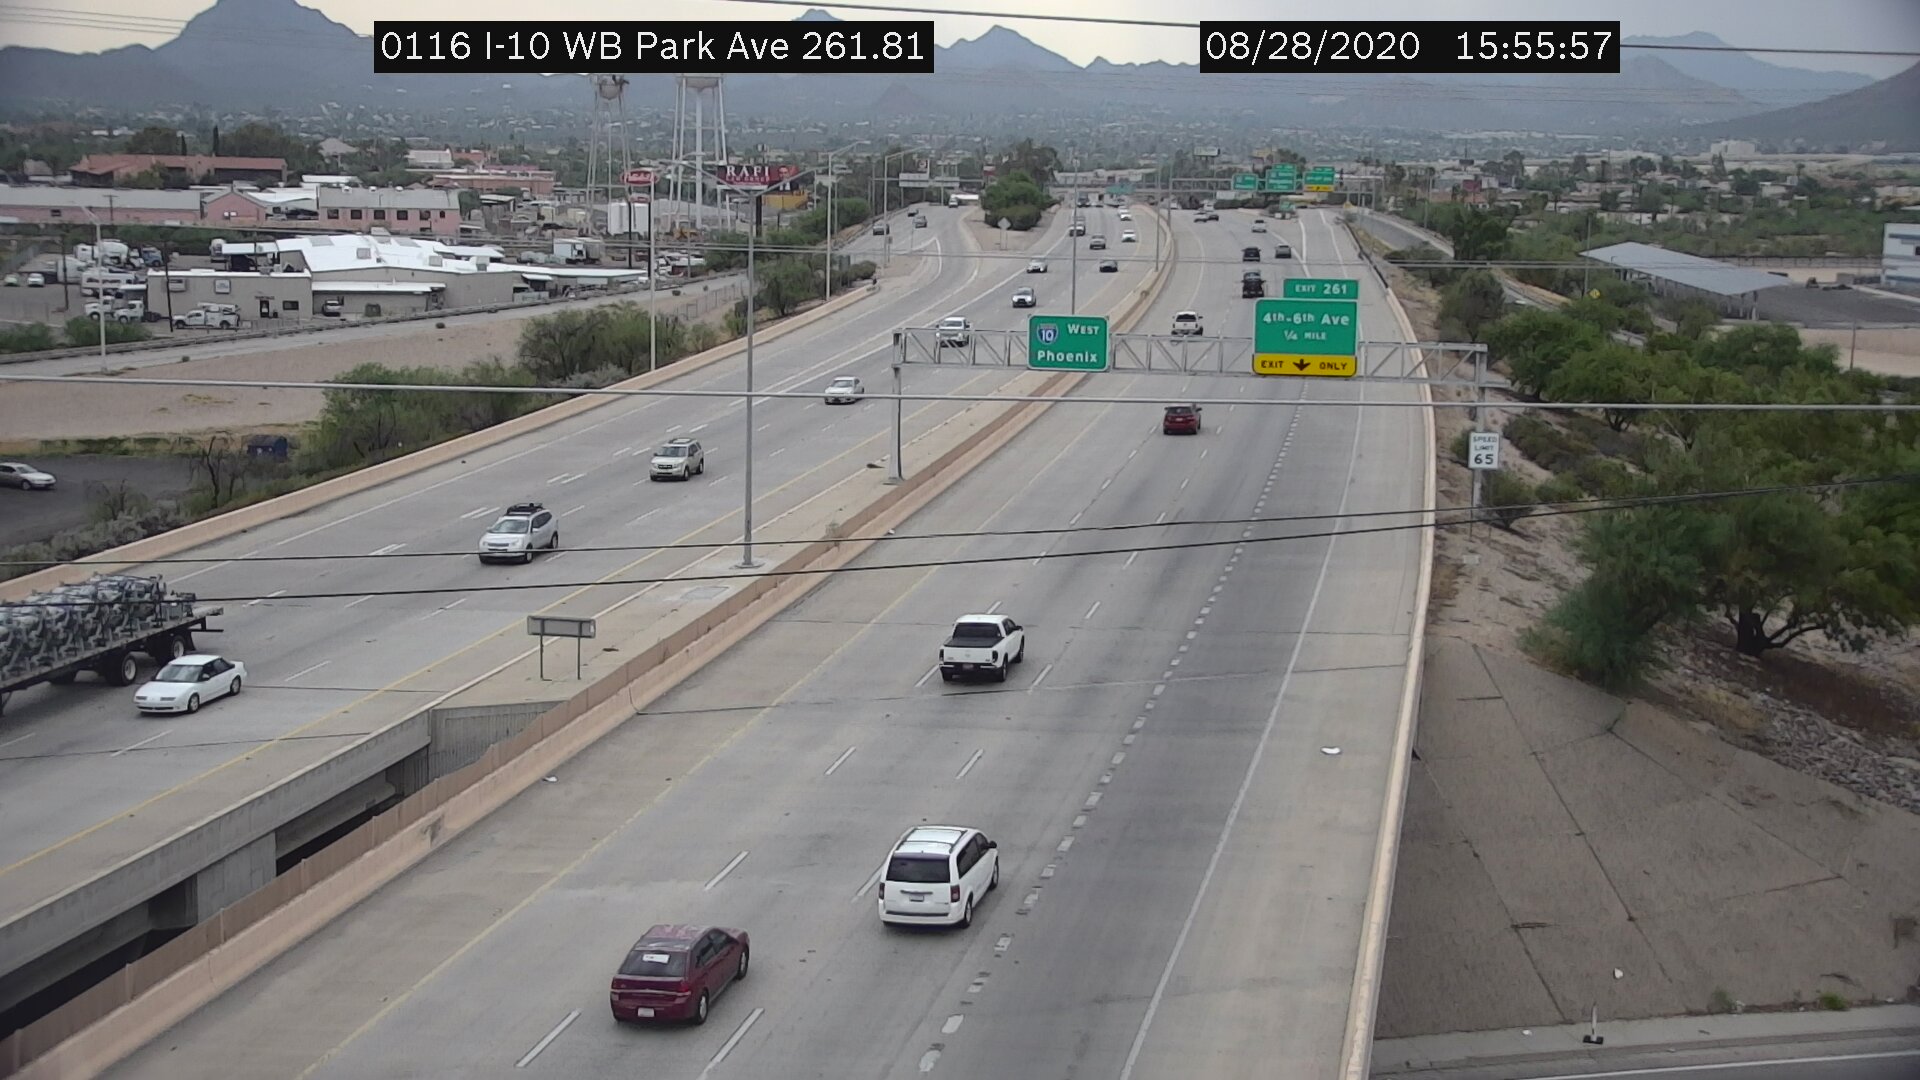 0116 I-10 WB Park Ave 261.81
08/28/2020 15:55:57
RAFI
EXIT 261
4th-6th Ave
1/4 MILE
EXIT ONLY
10 WEST
Phoenix
SPEED
LIMIT
65